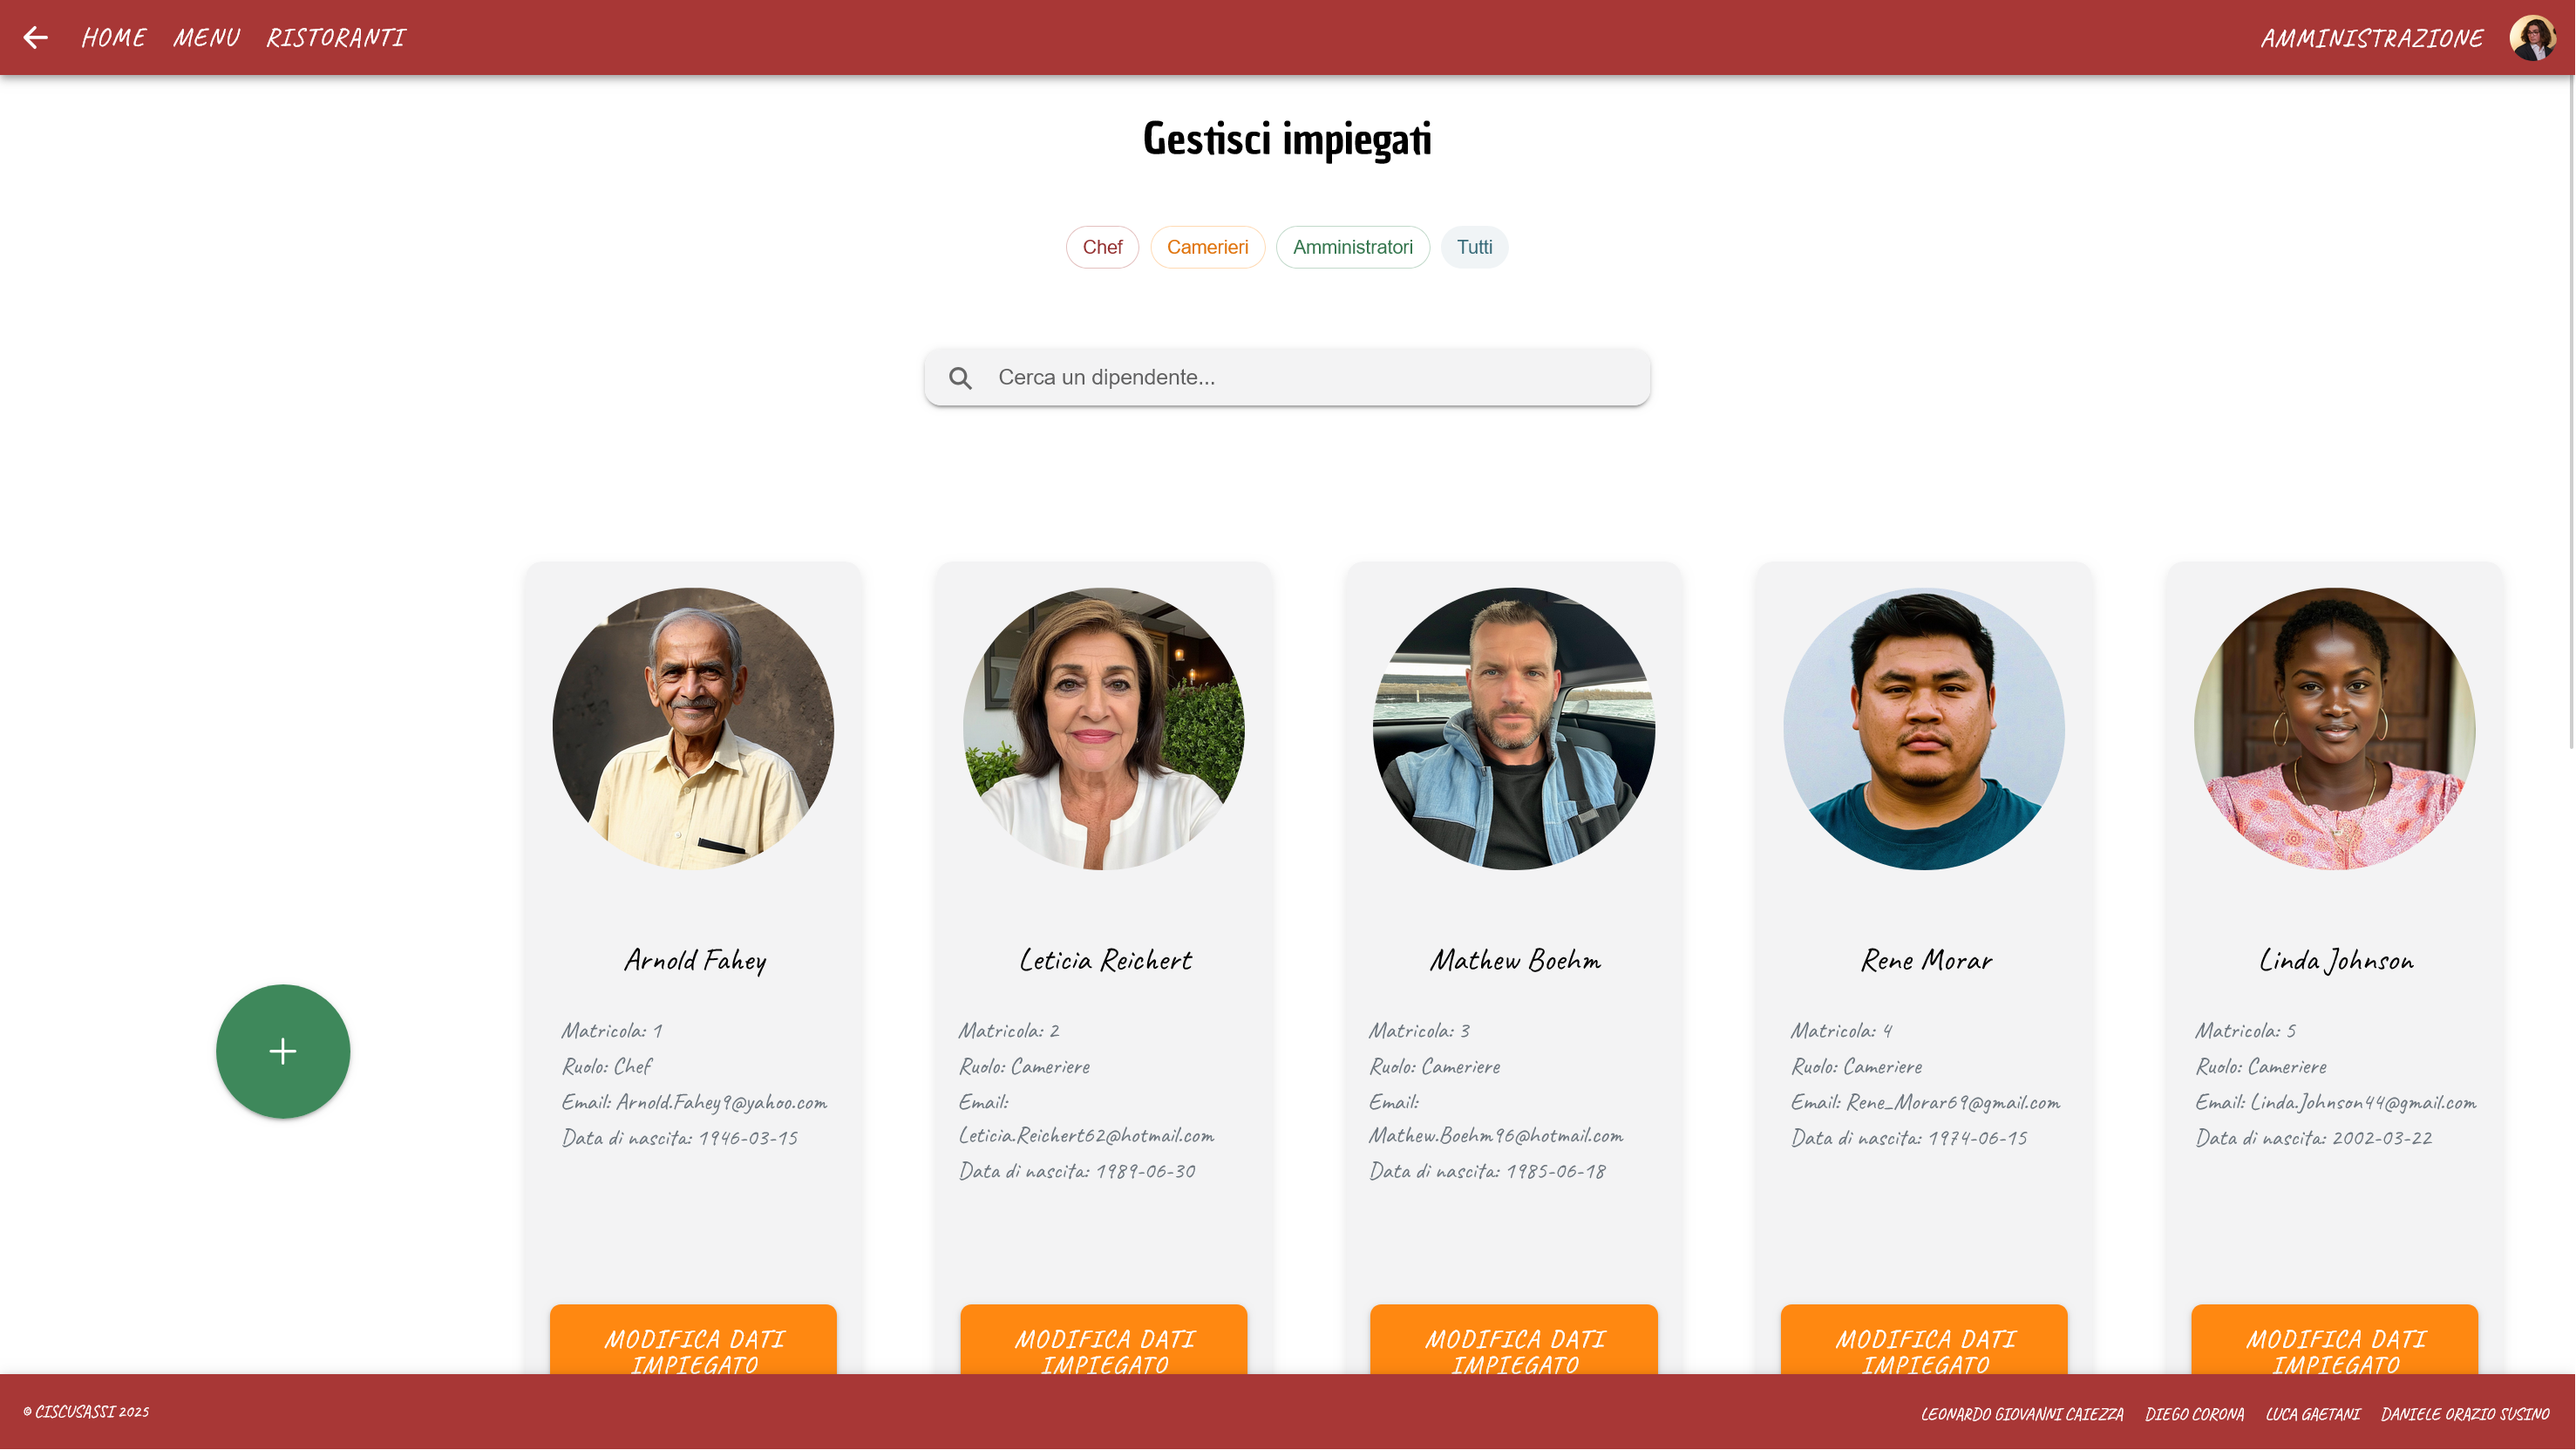 HOME MENU RISTORANTI AMMINISTRAZIONE
Gestisci impiegati
Chef Camerieri Amministratori Tutti
Cerca un dipendente...
Arnold Fahey
Matricola: 1
Ruolo: Chef
Email: Arnold.Fahey9@yahoo.com
Data di nascita: 1946-03-15
MODIFICA DATI
IMPIEGATO
Leticia Reichert
Matricola: 2
Ruolo: Cameriere
Email:
Leticia.Reichert62@hotmail.com
Data di nascita: 1989-06-30
MODIFICA DATI
IMPIEGATO
Mathew Boehm
Matricola: 3
Ruolo: Cameriere
Email:
Mathew.Boehm96@hotmail.com
Data di nascita: 1985-06-18
MODIFICA DATI
IMPIEGATO
Rene Morar
Matricola: 4
Ruolo: Cameriere
Email: Rene_Morar69@gmail.com
Data di nascita: 1974-06-15
MODIFICA DATI
IMPIEGATO
Linda Johnson
Matricola: 5
Ruolo: Cameriere
Email: Linda.Johnson44@gmail.com
Data di nascita: 2002-03-22
MODIFICA DATI
IMPIEGATO
© CISCUSASSI 2025
LEONARDO GIOVANNI CAIEZZA DIEGO CORONA LUCA GAETANI DANIELE ORAZIO SUSINO